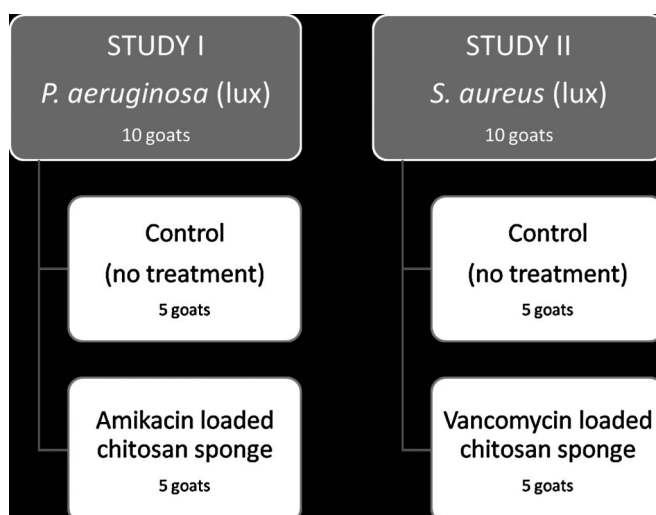 STUDY I
P. aeruginosa (lux)
10 goats
Control
(no treatment)
5 goats
Amikacin loaded
chitosan sponge
5 goats
STUDY II
S. aureus (lux)
10 goats
Control
(no treatment)
5 goats
Vancomycin loaded
chitosan sponge
5 goats